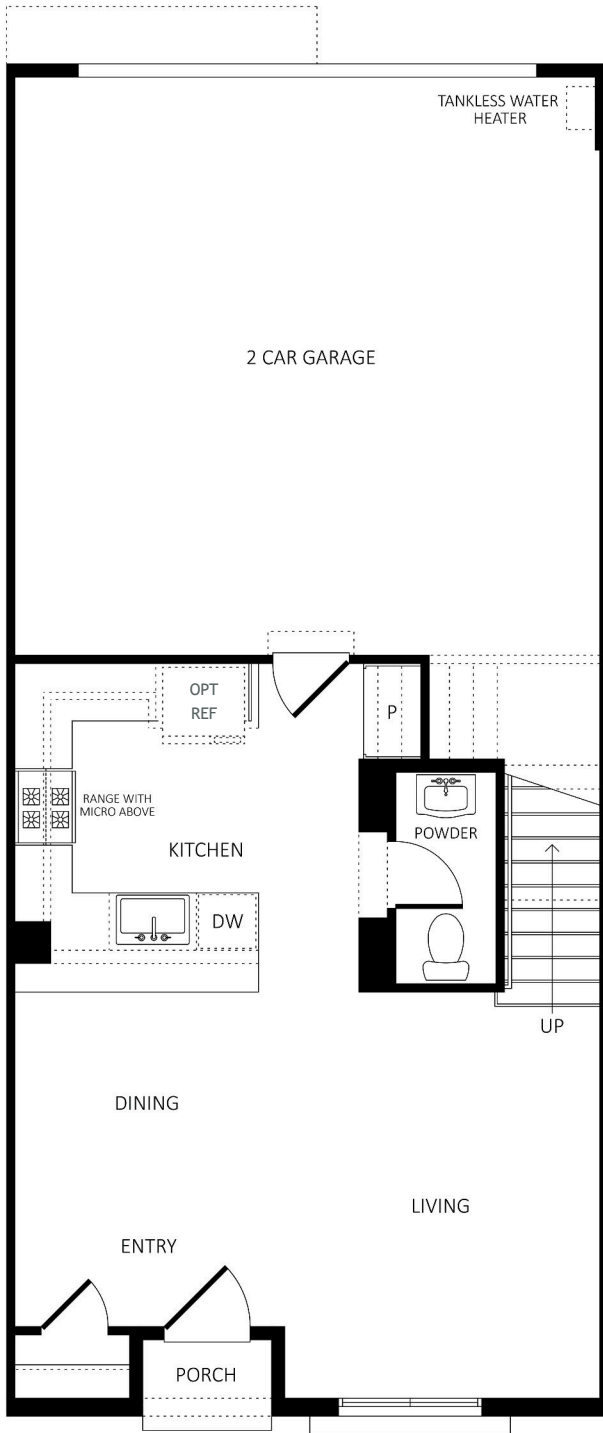 TANKLESS WATER
HEATER
2 CAR GARAGE
OPT
REF
P
RANGE WITH
MICRO ABOVE
POWDER
KITCHEN
DW
UP
DINING
LIVING
ENTRY
PORCH